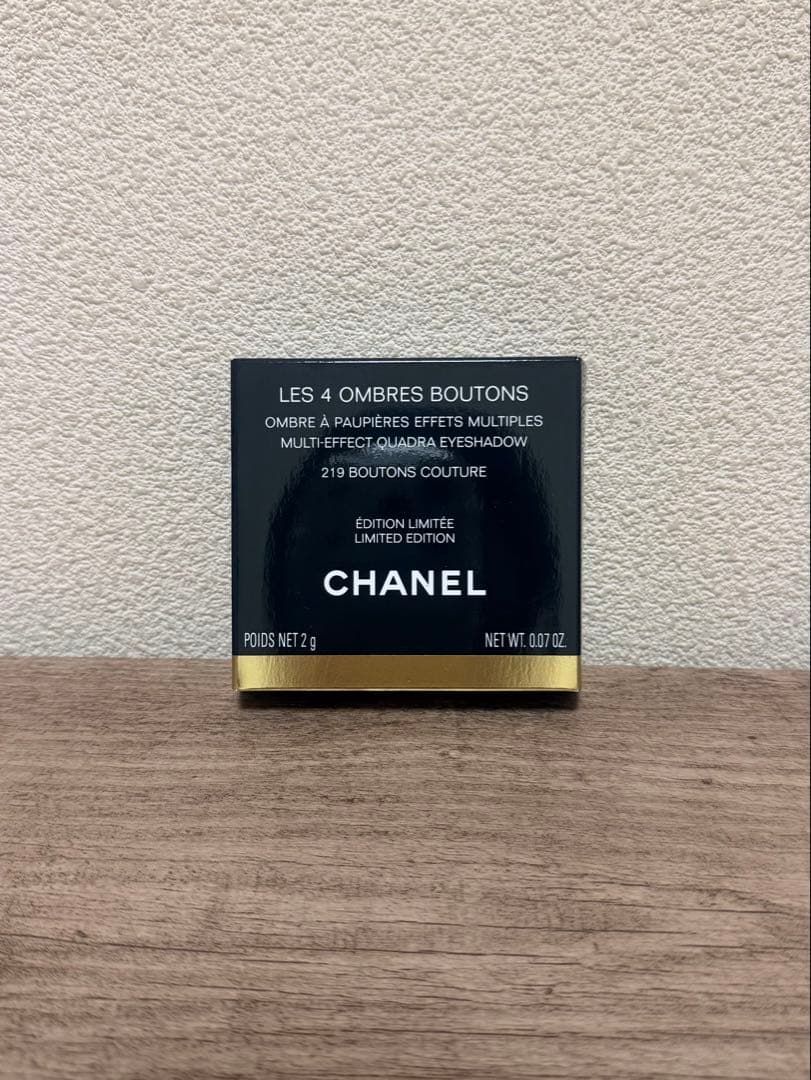 LES 4 OMBRES BOUTONS
OMBRE À PAUPIÈRES EFFETS MULTIPLES
MULTI-EFFECT QUADRA EYESHADOW
219 BOUTONS COUTURE
ÉDITION LIMITÉE
LIMITED EDITION
CHANEL
POIDS NET 2 g NET WT. 0.07 OZ.